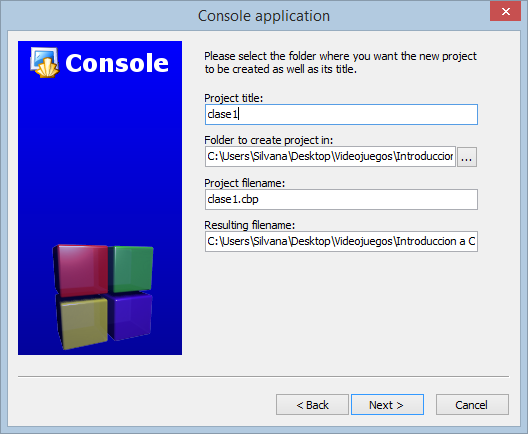 Console application
Console
Please select the folder where you want the new project
to be created as well as its title.
Project title:
clase1
Folder to create project in:
C:\Users\Silvana\Desktop\Videojuegos\Introduccion
...
Project filename:
clase1.cbp
Resulting filename:
C:\Users\Silvana\Desktop\Videojuegos\Introduccion a C
< Back
Next >
Cancel